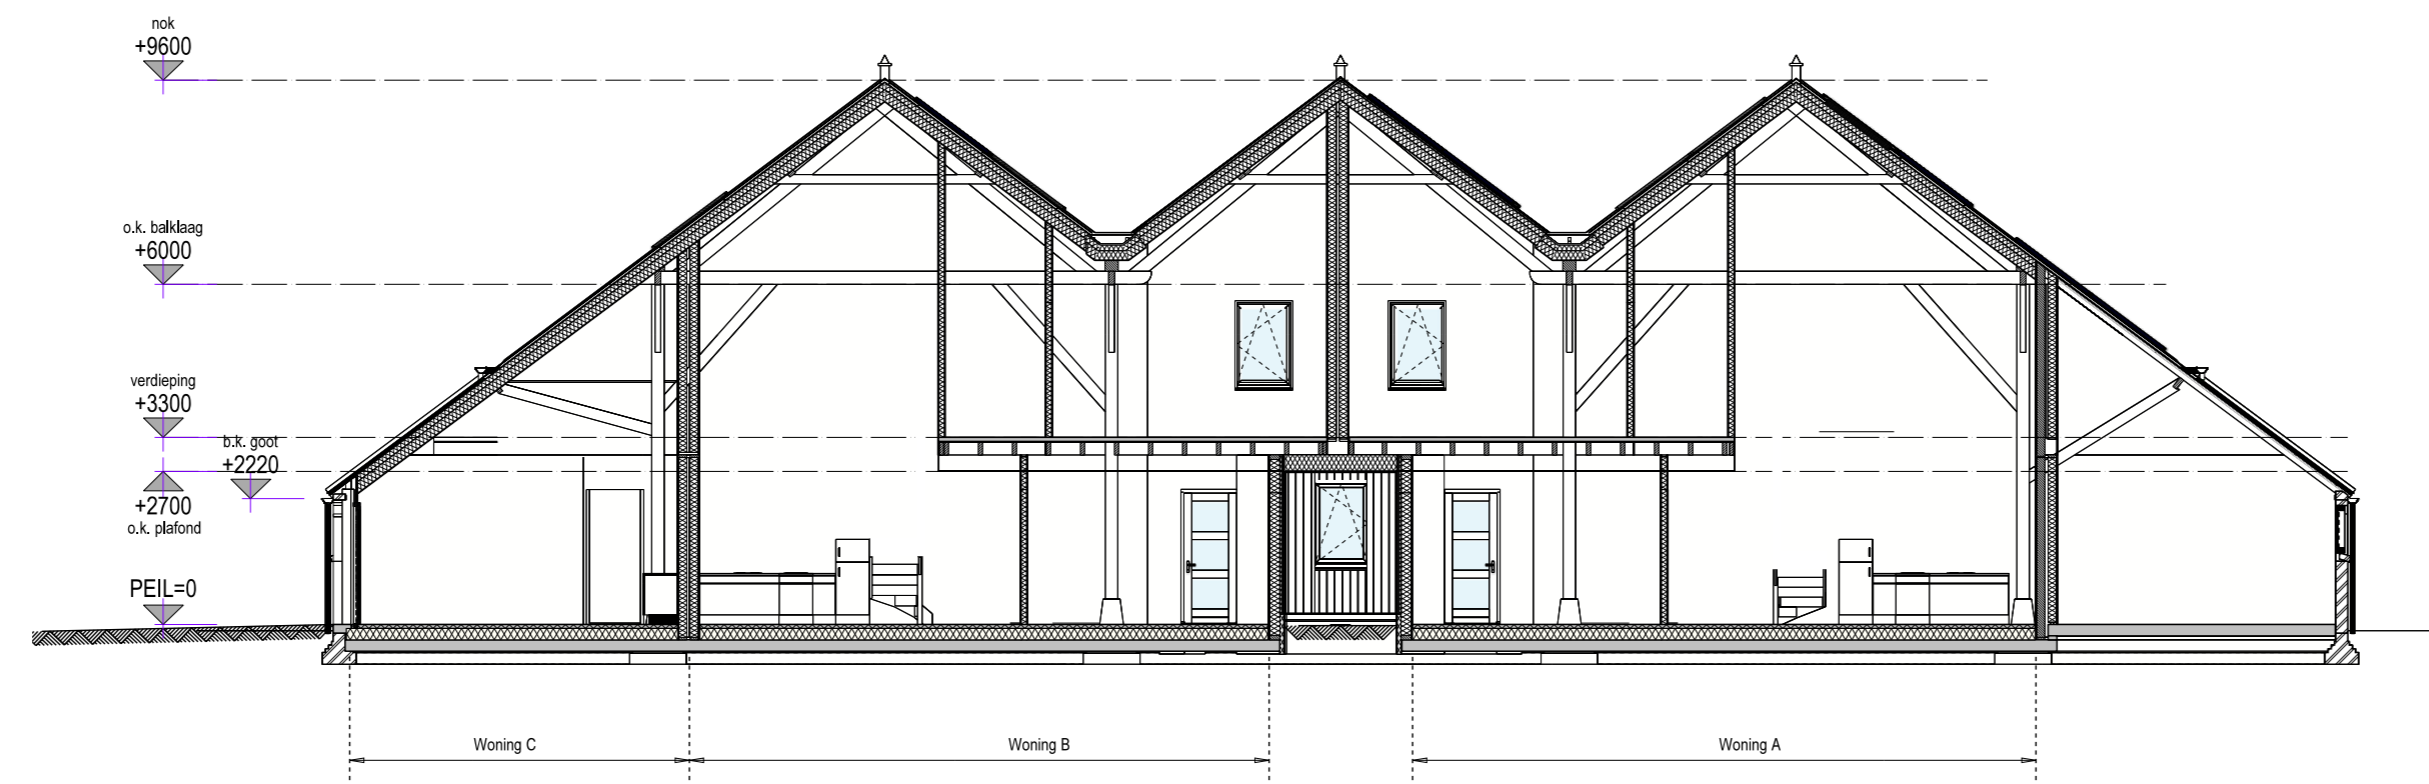 nok
+9600
o.k. balklaag
+6000
verdieping
+3300
b.k. goot
+2220
+2700
o.k. plafond
PEIL=0
Woning C
Woning B
Woning A